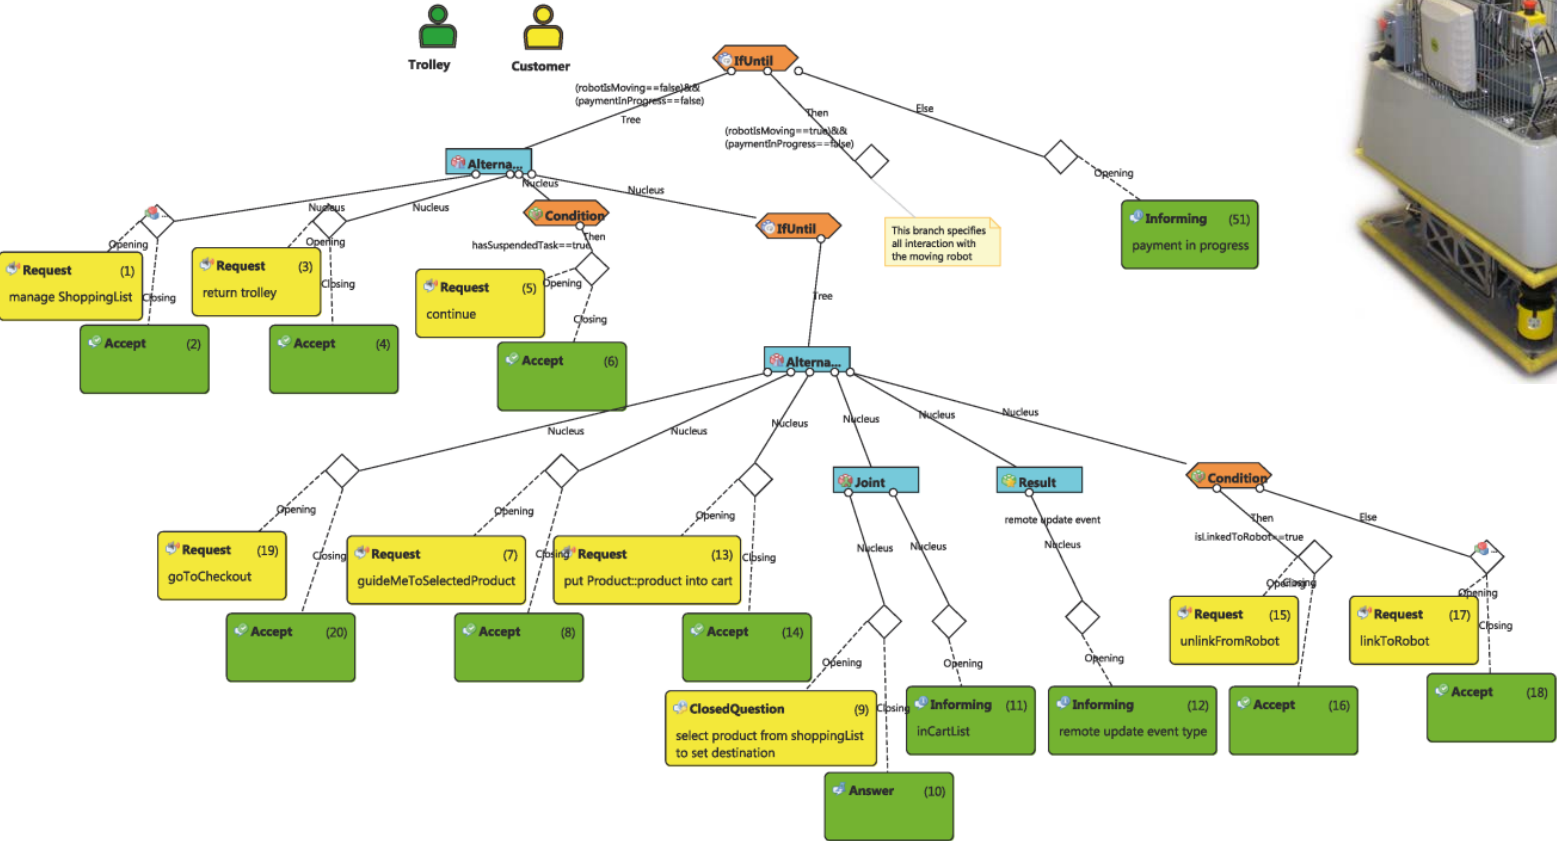 Trolley
Customer
IfUntil
(robotIsMoving==false)&&
(paymentInProgress==false)
Tree
Then
(robotIsMoving==true)&&
(paymentInProgress==false)
Else
Opening
Informing (51)
payment in progress
This branch specifies
all interaction with
the moving robot
Alterna...
Nucleus
Nucleus
Nucleus
Nucleus
Condition
Then
hasSuspendedTask==true
IfUntil
Tree
Opening
Closing
Opening
Closing
Opening
Closing
Request (1)
manage ShoppingList
Accept (2)
Request (3)
return trolley
Accept (4)
Request (5)
continue
Accept (6)
Alterna...
Nucleus
Nucleus
Nucleus
Nucleus
Nucleus
Nucleus
Joint
Result
remote update event
Nucleus
Nucleus
Nucleus
Condition
Then
isLinkedToRobot==true
Else
Opening
Closing
Opening
Closing
Opening
Closing
Opening
Closing
Opening
Closing
Request (19)
goToCheckout
Accept (20)
Request (7)
guideMeToSelectedProduct
Accept (8)
Request (13)
put Product::product into cart
Accept (14)
Opening
Closing
Opening
Opening
ClosedQuestion (9)
select product from shoppingList
to set destination
Answer (10)
Informing (11)
inCartList
Informing (12)
remote update event type
Request (15)
unlinkFromRobot
Accept (16)
Request (17)
linkToRobot
Accept (18)